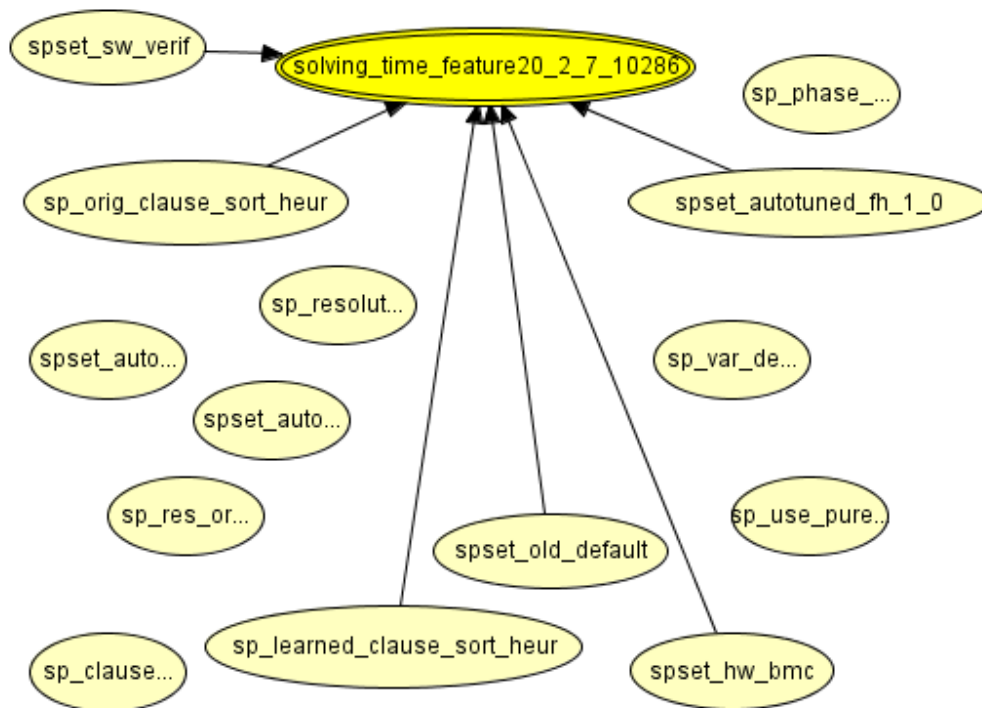 spset_sw_verif
solving_time_feature20_2_7_10286
sp_phase_...
sp_orig_clause_sort_heur
spset_autotuned_fh_1_0
sp_resolut...
spset_auto...
sp_var_de...
spset_auto...
sp_res_or...
sp_use_pure...
spset_old_default
sp_learned_clause_sort_heur
sp_clause...
spset_hw_bmc